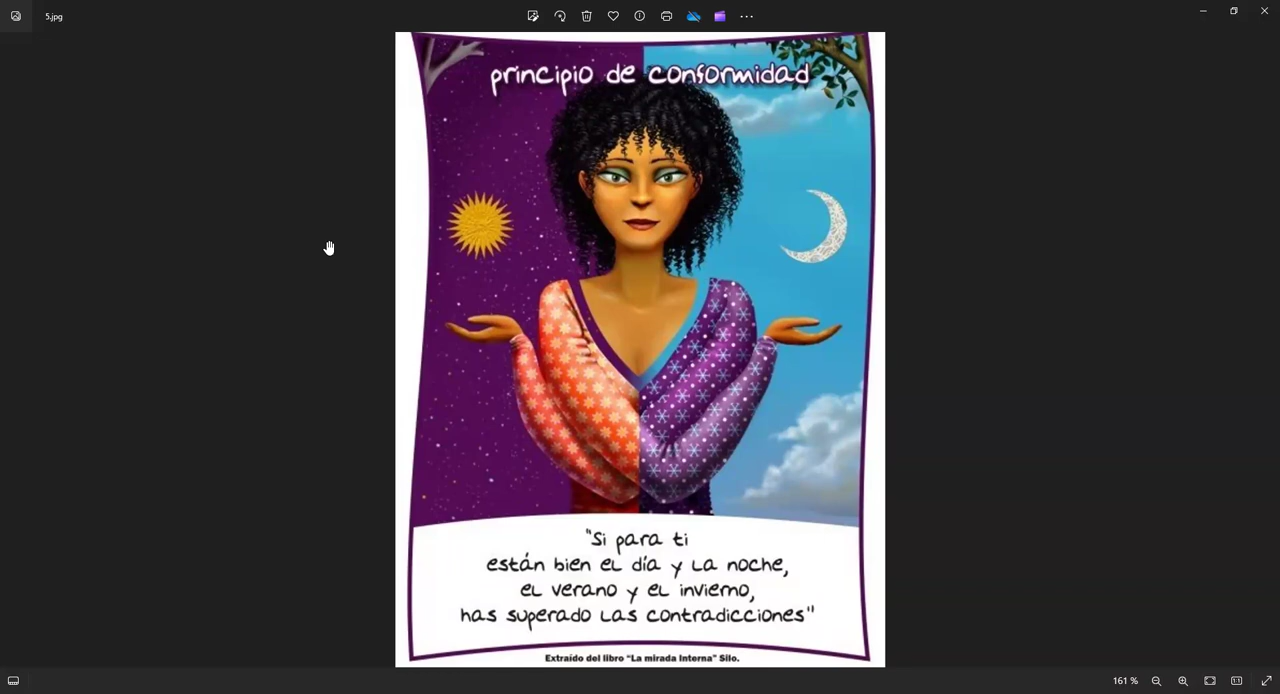 5.jpg
principio de conformidad
"Si para ti
están bien el día y la noche,
el verano y el invierno,
has superado las contradicciones"
Extraído del libro "La mirada Interna" Silo.
161 %